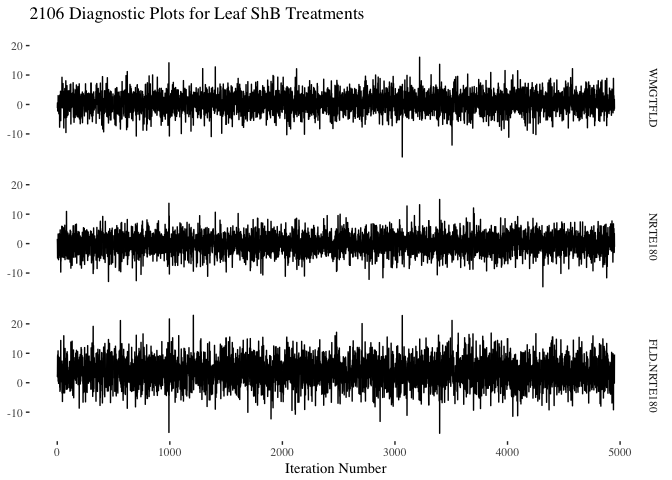 2106 Diagnostic Plots for Leaf ShB Treatments
20
10
0
-10
WMGTFLD
20
10
0
-10
NRTE180
20
10
0
-10
FLD.NRTE180
0 1000 2000 3000 4000 5000
Iteration Number